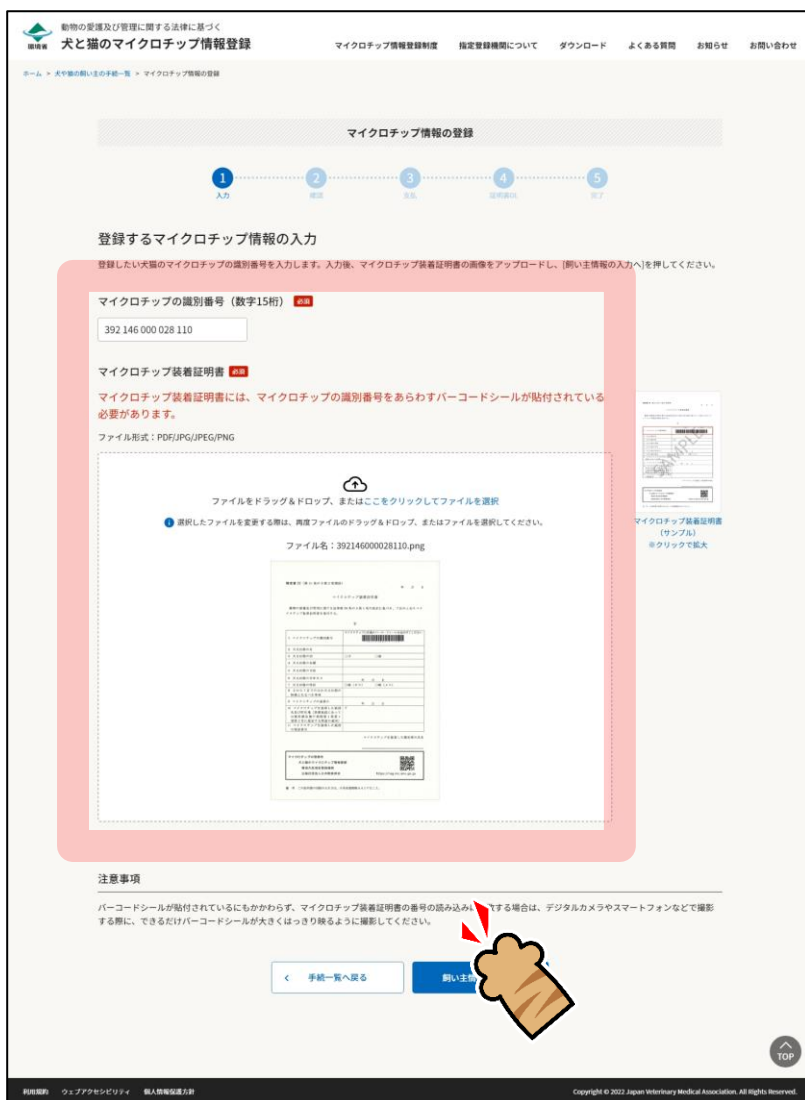 動物の愛護及び管理に関する法律に基づく
環境省 犬と猫のマイクロチップ情報登録
マイクロチップ情報登録制度 指定登録機関について ダウンロード よくある質問 お知らせ お問い合わせ
ホーム > 犬や猫の飼い主の手続一覧 > マイクロチップ情報の登録
マイクロチップ情報の登録
1 2 3 4 5
入力 確認 支払 証明書DL 完了
登録するマイクロチップ情報の入力
登録したい犬猫のマイクロチップの識別番号を入力します。入力後、マイクロチップ装着証明書の画像をアップロードし、[飼い主情報の入力へ]を押してください。
マイクロチップの識別番号（数字15桁） 必須
392 146 000 028 110
マイクロチップ装着証明書 必須
マイクロチップ装着証明書には、マイクロチップの識別番号をあらわすバーコードシールが貼付されている
必要があります。
ファイル形式：PDF/JPG/JPEG/PNG
ファイルをドラッグ＆ドロップ、またはここをクリックしてファイルを選択
選択したファイルを変更する際は、再度ファイルのドラッグ＆ドロップ、またはファイルを選択してください。
ファイル名：392146000028110.png
SAMPLE
マイクロチップ装着証明書
（サンプル）
※クリックで拡大
注意事項
バーコードシールが貼付されているにもかかわらず、マイクロチップ装着証明書の番号の読み込みに する場合は、デジタルカメラやスマートフォンなどで撮影
する際に、できるだけバーコードシールが大きくはっきり映るように撮影してください。
手続一覧へ戻る
飼い主情
TOP
利用規約 ウェブアクセシビリティ 個人情報保護方針
Copyright © 2022 Japan Veterinary Medical Association. All Rights Reserved.